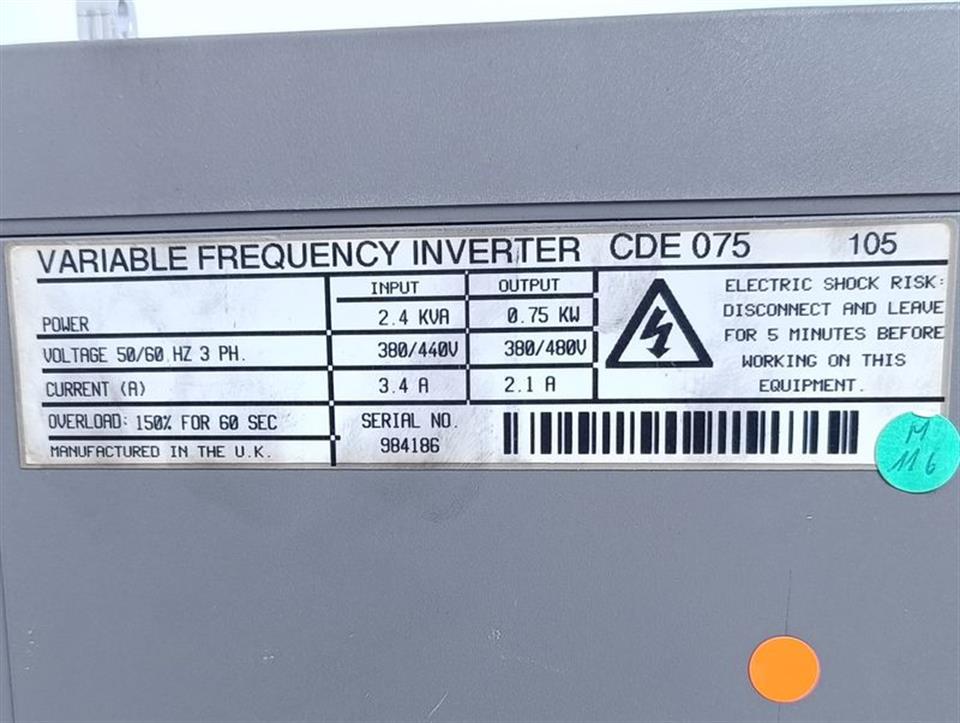 VARIABLE FREQUENCY INVERTER CDE 075 105
INPUT OUTPUT
POWER 2.4 KVA 0.75 KW
VOLTAGE 50/60 HZ 3 PH. 380/440V 380/480V
CURRENT (A) 3.4 A 2.1 A
OVERLOAD: 150% FOR 60 SEC
MANUFACTURED IN THE U.K.
SERIAL NO.
984186
ELECTRIC SHOCK RISK:
DISCONNECT AND LEAVE
FOR 5 MINUTES BEFORE
WORKING ON THIS
EQUIPMENT.
M
116